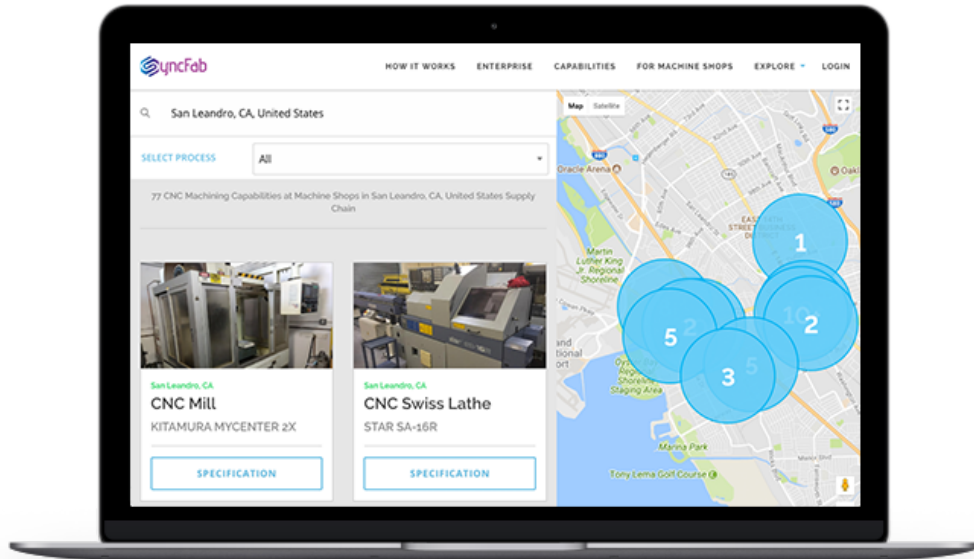 SyncFab
HOW IT WORKS
ENTERPRISE
CAPABILITIES
FOR MACHINE SHOPS
EXPLORE
LOGIN
San Leandro, CA, United States
SELECT PROCESS
All
77 CNC Machining Capabilities at Machine Shops in San Leandro, CA, United States Supply
Chain
San Leandro, CA
CNC Mill
KITAMURA MYCENTER 2X
SPECIFICATION
San Leandro, CA
CNC Swiss Lathe
STAR SA-16R
SPECIFICATION
Map
Satellite
Oracle Arena
Oakl
Martin
Luther King
Jr. Regional
Shoreline
1
10
2
2
5
5
3
Shoreline
Staging Area
Marina Park
Tony Lema Golf Course